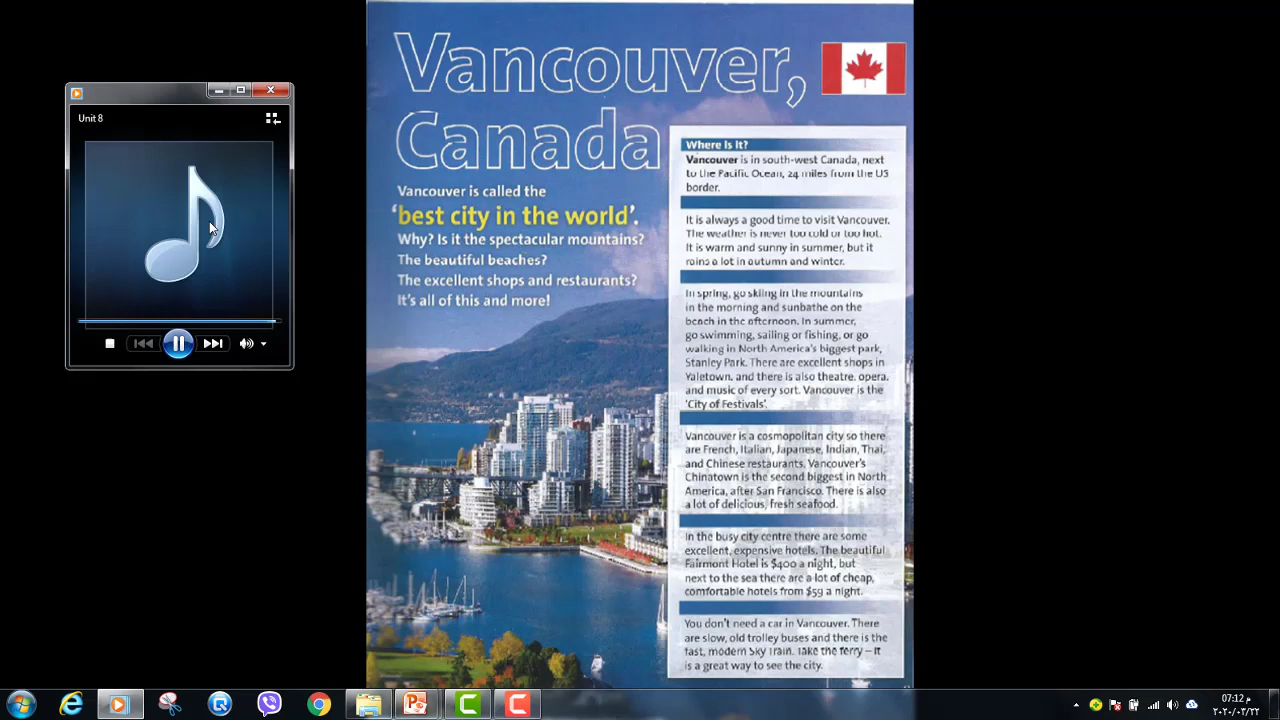 Unit 8
Vancouver,
Canada
Vancouver is called the
'best city in the world'.
Why? Is it the spectacular mountains?
The beautiful beaches?
The excellent shops and restaurants?
It's all of this and more!
Where is it?
Vancouver is in south-west Canada, next
to the Pacific Ocean, 24 miles from the US
border.
It is always a good time to visit Vancouver.
The weather is never too cold or too hot.
It is warm and sunny in summer, but it
rains a lot in autumn and winter.
In spring, go skiing in the mountains
in the morning and sunbathe on the
beach in the afternoon. In summer,
go swimming, sailing or fishing, or go
walking in North America's biggest park,
Stanley Park. There are excellent shops in
Yaletown, and there is also theatre, opera,
and music of every sort. Vancouver is the
'City of Festivals'.
Vancouver is a cosmopolitan city so there
are French, Italian, Japanese, Indian, Thai,
and Chinese restaurants. Vancouver's
Chinatown is the second biggest in North
America, after San Francisco. There is also
a lot of delicious, fresh seafood.
In the busy city centre there are some
excellent, expensive hotels. The beautiful
Fairmont Hotel is $400 a night, but
next to the sea there are a lot of cheap,
comfortable hotels from $59 a night.
You don't need a car in Vancouver. There
are slow, old trolley buses and there is the
fast, modern Sky Train. Take the ferry – it
is a great way to see the city.
07:12 م
٢٠٢٠/٠٣/٢٢